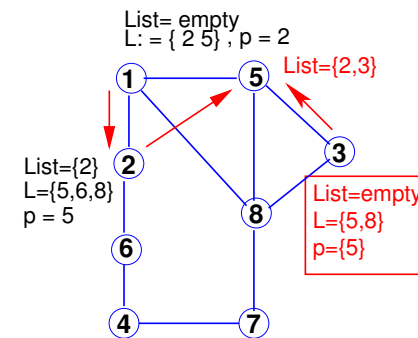 List= empty
L: = { 2 5} , p = 2
1
5
List={2,3}
2
3
List={2}
L={5,6,8}
p = 5
List=empty
L={5,8}
p={5}
8
6
4
7